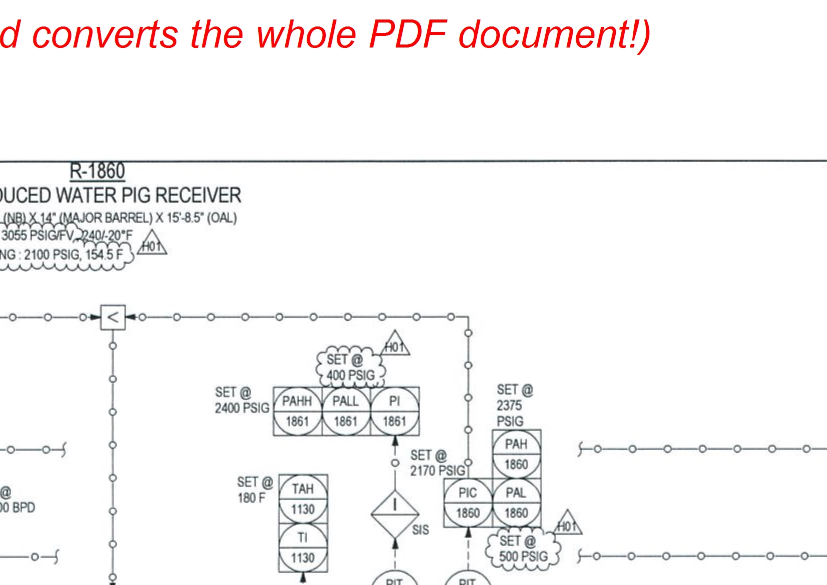 d converts the whole PDF document!)
R-1860
DUCED WATER PIG RECEIVER
(NB) X 14" (MAJOR BARREL) X 15'-8.5" (OAL)
3055 PSIG/FV, 240/-20°F
NG : 2100 PSIG, 154.5 F
H01
<
H01
SET @
400 PSIG
SET @
2400 PSIG
PAHH
1861
PALL
1861
PI
1861
SET @
2375
PSIG
PAH
1860
SET @
2170 PSIG
PIC
1860
PAL
1860
H01
SET @
500 PSIG
SET @
180 F
TAH
1130
TI
1130
I
SIS
@
00 BPD
PIT
PIT